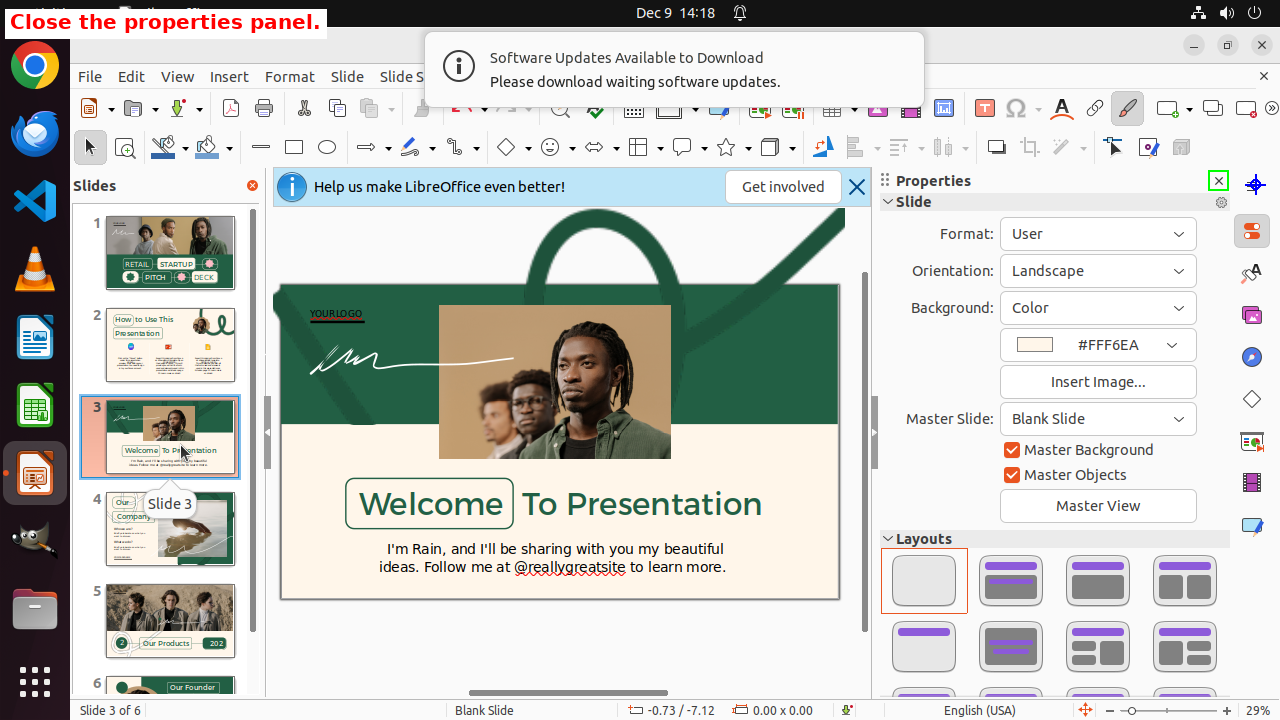 Close the properties panel.
Dec 9 14:18
Software Updates Available to Download
Please download waiting software updates.
File Edit View Insert Format Slide Slide S
Slides
Help us make LibreOffice even better!
Get involved
Properties
Slide
Format:
User
Orientation:
Landscape
Background:
Color
#FFF6EA
Insert Image...
Master Slide:
Blank Slide
Master Background
Master Objects
Master View
Layouts
1
RETAIL STARTUP
PITCH DECK
2
How to Use This
Presentation
3
Welcome To Presentation
Slide 3
4
Our
Company
5
2 Our Products 202
6
Our Founder
YOURLOGO
Welcome To Presentation
I'm Rain, and I'll be sharing with you my beautiful
ideas. Follow me at @reallygreatsite to learn more.
Slide 3 of 6
Blank Slide
-0.73 / -7.12
0.00 x 0.00
English (USA)
29%